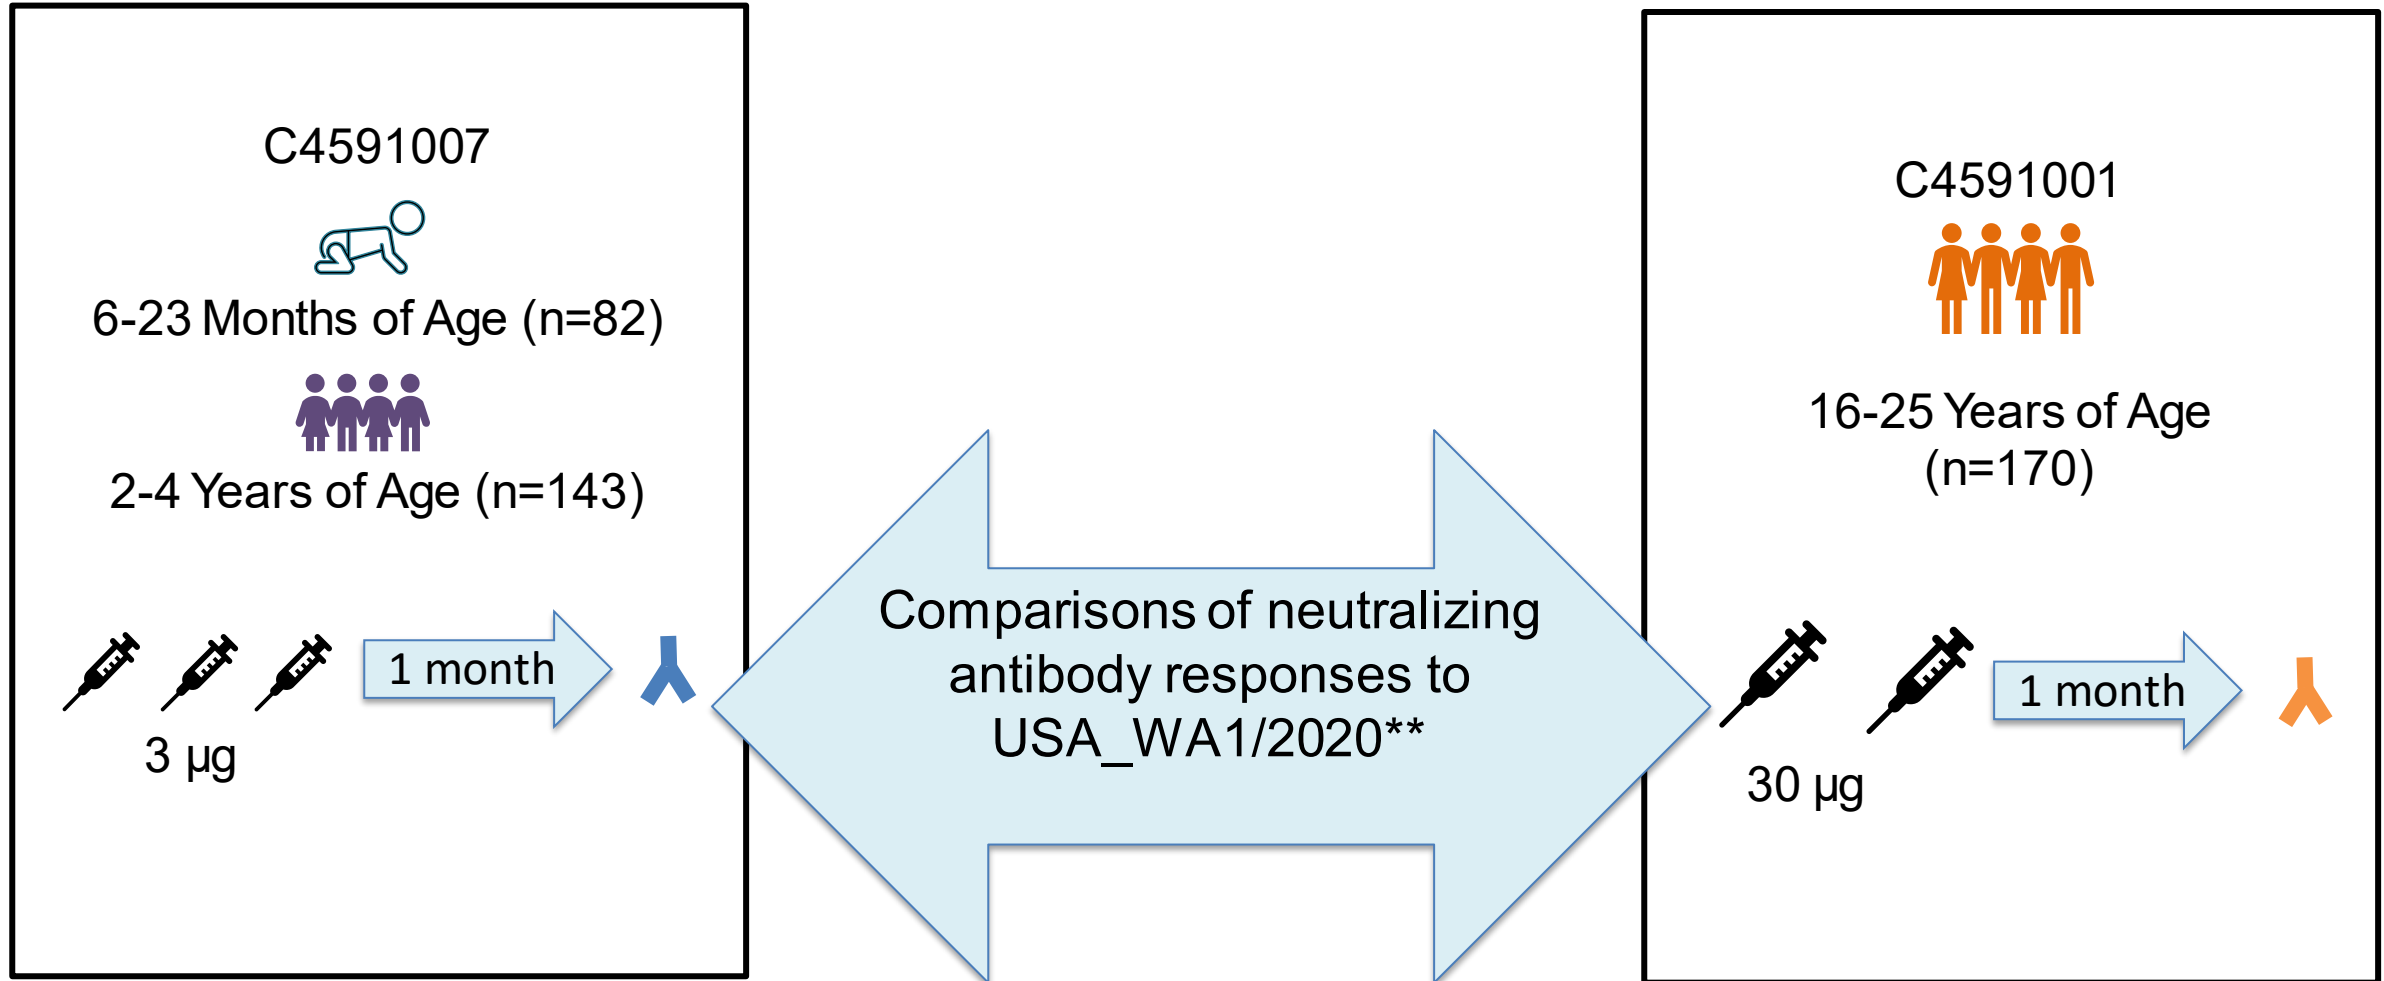 C4591007
6-23 Months of Age (n=82)
2-4 Years of Age (n=143)
1 month
3 µg
Comparisons of neutralizing
antibody responses to
USA_WA1/2020**
C4591001
16-25 Years of Age
(n=170)
1 month
30 µg